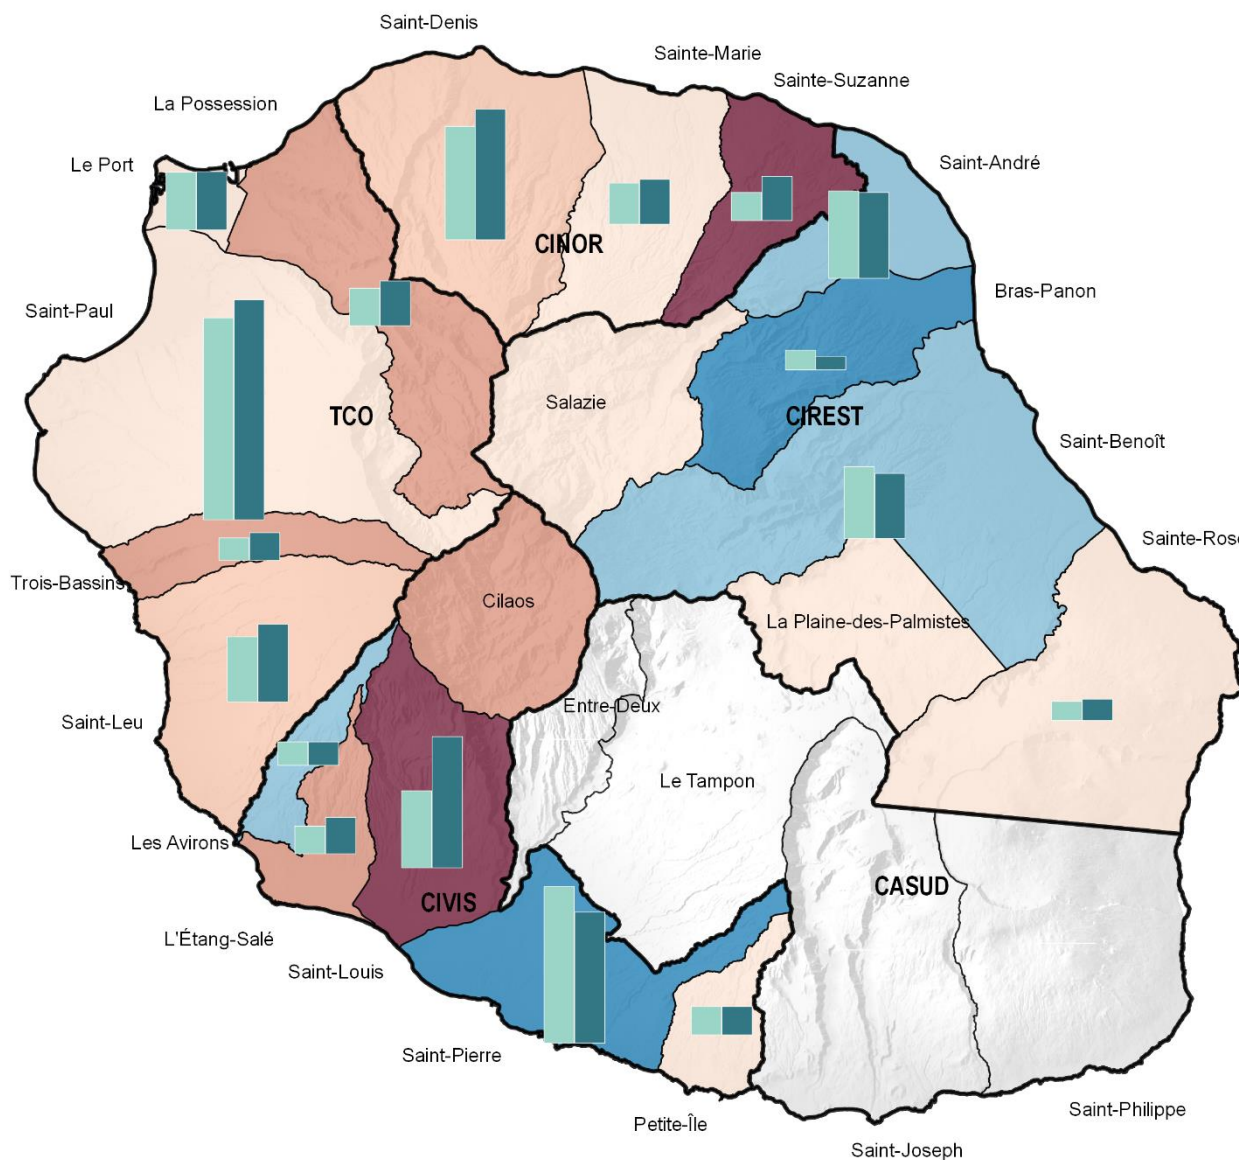 Saint-Denis
Sainte-Marie
Sainte-Suzanne
La Possession
Le Port
Saint-André
CINOR
Bras-Panon
Saint-Paul
Salazie
TCO
CIREST
Saint-Benoît
Sainte-Rose
Trois-Bassins
Cilaos
La Plaine-des-Palmistes
Entre-Deux
Saint-Leu
Le Tampon
Les Avirons
CASUD
CIVIS
L'Étang-Salé
Saint-Louis
Saint-Pierre
Saint-Philippe
Petite-Île
Saint-Joseph